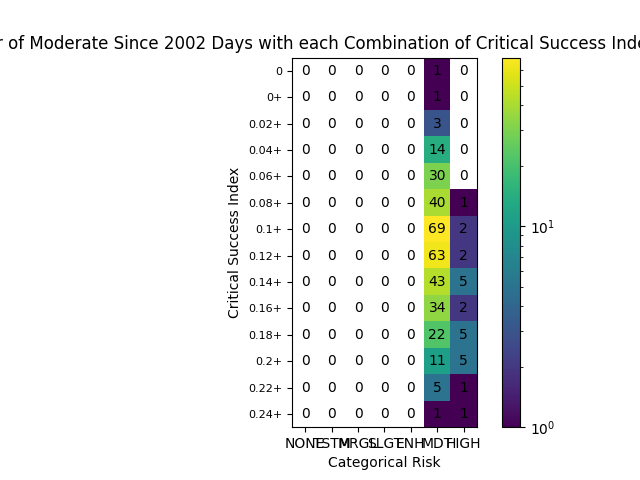 r of Moderate Since 2002 Days with each Combination of Critical Success Inde
0 0 0 0 0 0 1 0
0+ 0 0 0 0 0 1 0
0.02+ 0 0 0 0 0 3 0
0.04+ 0 0 0 0 0 14 0
0.06+ 0 0 0 0 0 30 0
0.08+ 0 0 0 0 0 40 1
0.1+ 0 0 0 0 0 69 2
0.12+ 0 0 0 0 0 63 2
0.14+ 0 0 0 0 0 43 5
0.16+ 0 0 0 0 0 34 2
0.18+ 0 0 0 0 0 22 5
0.2+ 0 0 0 0 0 11 5
0.22+ 0 0 0 0 0 5 1
0.24+ 0 0 0 0 0 1 1
NONE TSTM MRGL SLGT ENH MDT HIGH
Categorical Risk
Critical Success Index
10¹
10⁰